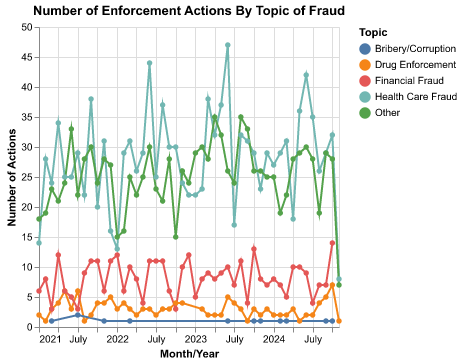 Number of Enforcement Actions By Topic of Fraud
50
45
40
35
30
25
20
15
10
5
0
Number of Actions
2021 July 2022 July 2023 July 2024 July
Month/Year
Topic
Bribery/Corruption
Drug Enforcement
Financial Fraud
Health Care Fraud
Other